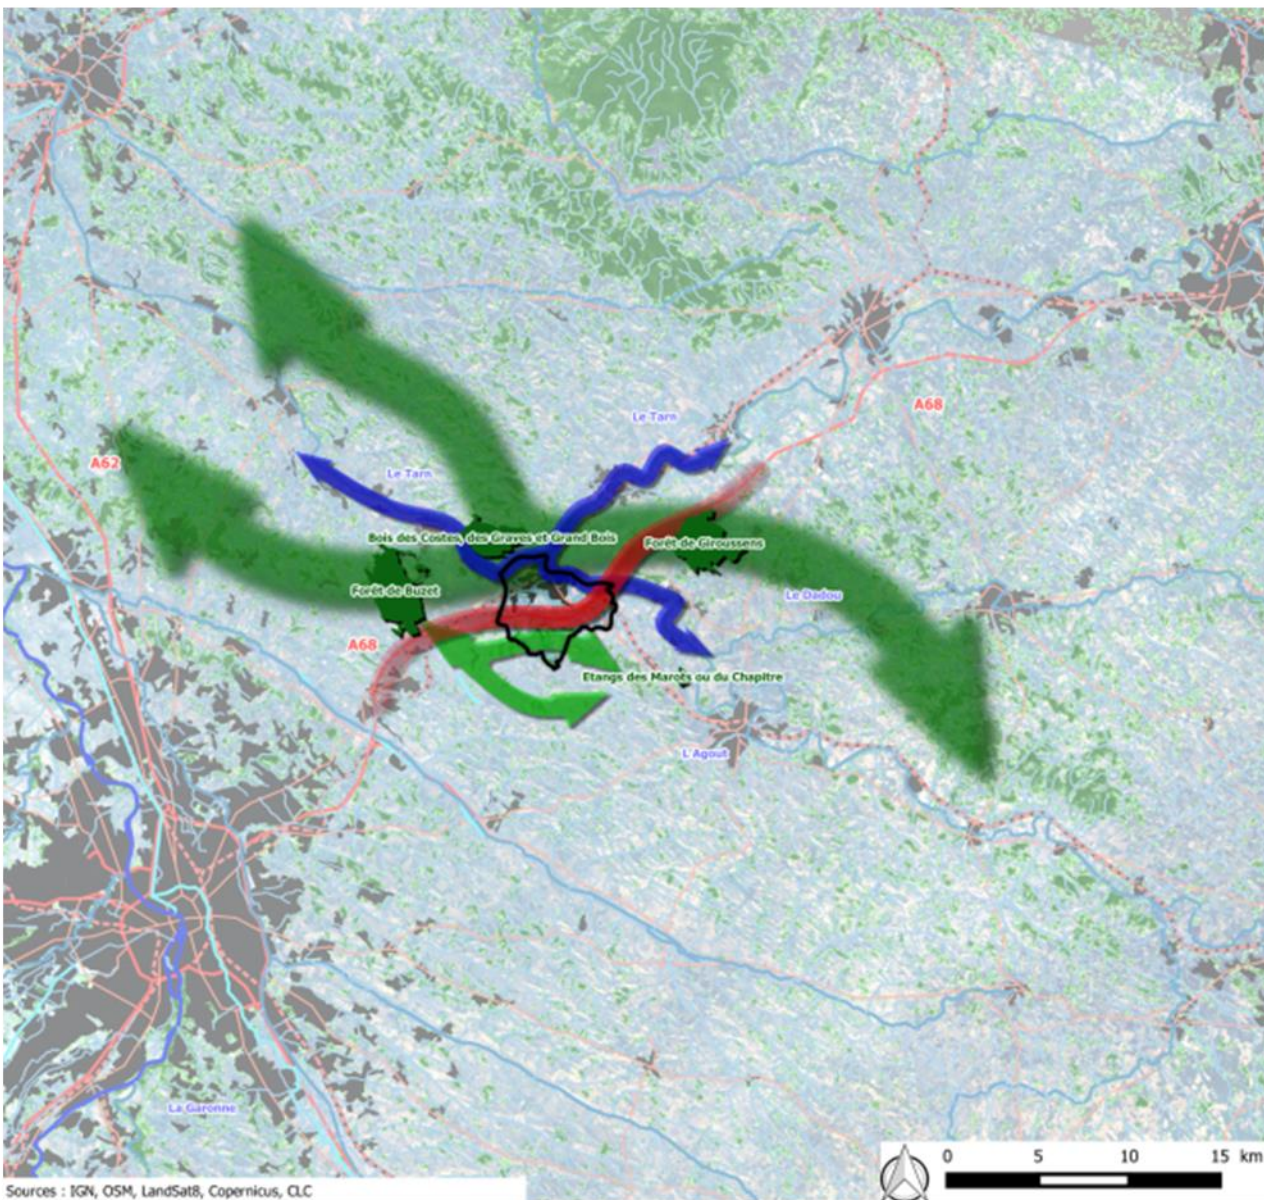 Le Tarn
A68
A62
Le Tarn
Bois des Costes, des Graves et Grand Bois
Forêt de Giroussens
Forêt de Buzet
Le Dadou
A68
Etangs des Marots ou du Chapitre
L'Agout
La Garonne
0 5 10 15 km
Sources : IGN, OSM, LandSat8, Copernicus, CLC